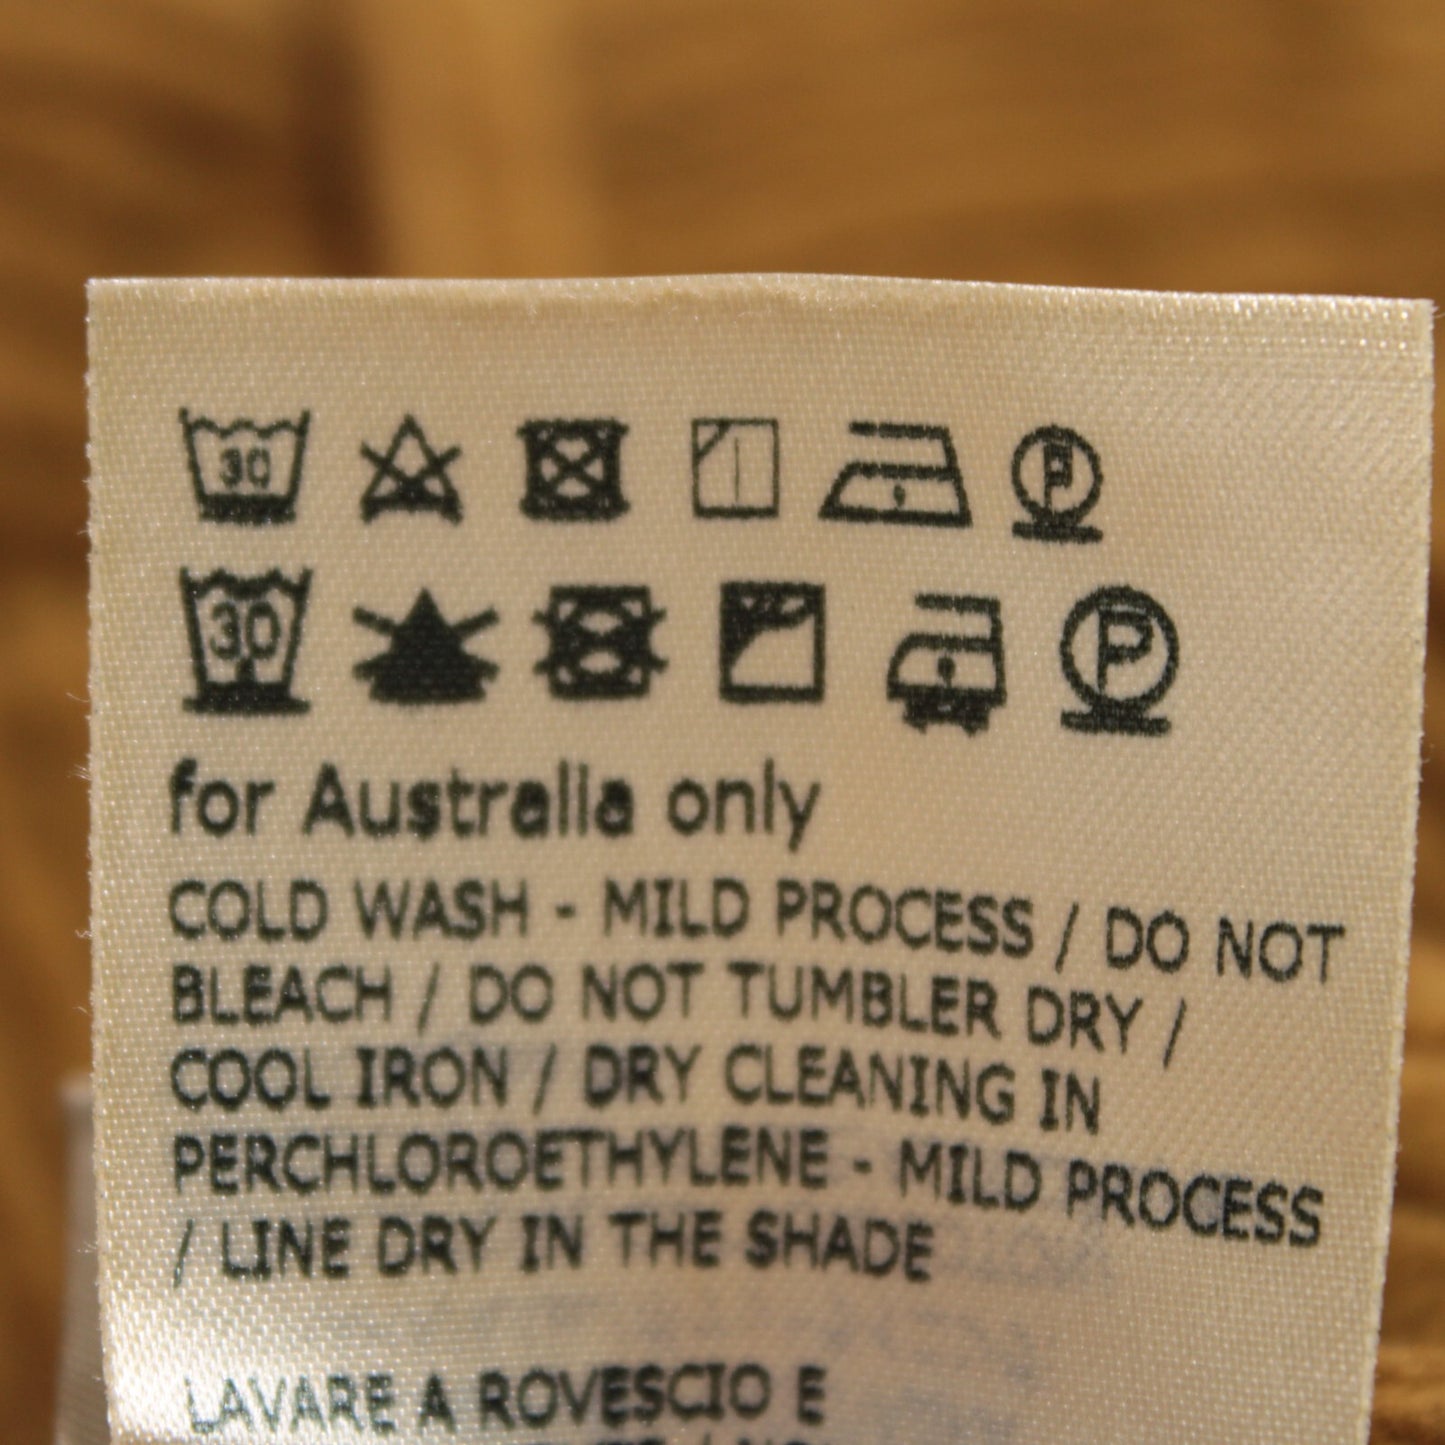 30 P
30 P
for Australia only
COLD WASH - MILD PROCESS / DO NOT
BLEACH / DO NOT TUMBLER DRY /
COOL IRON / DRY CLEANING IN
PERCHLOROETHYLENE - MILD PROCESS
/ LINE DRY IN THE SHADE
LAVARE A ROVESCIO E